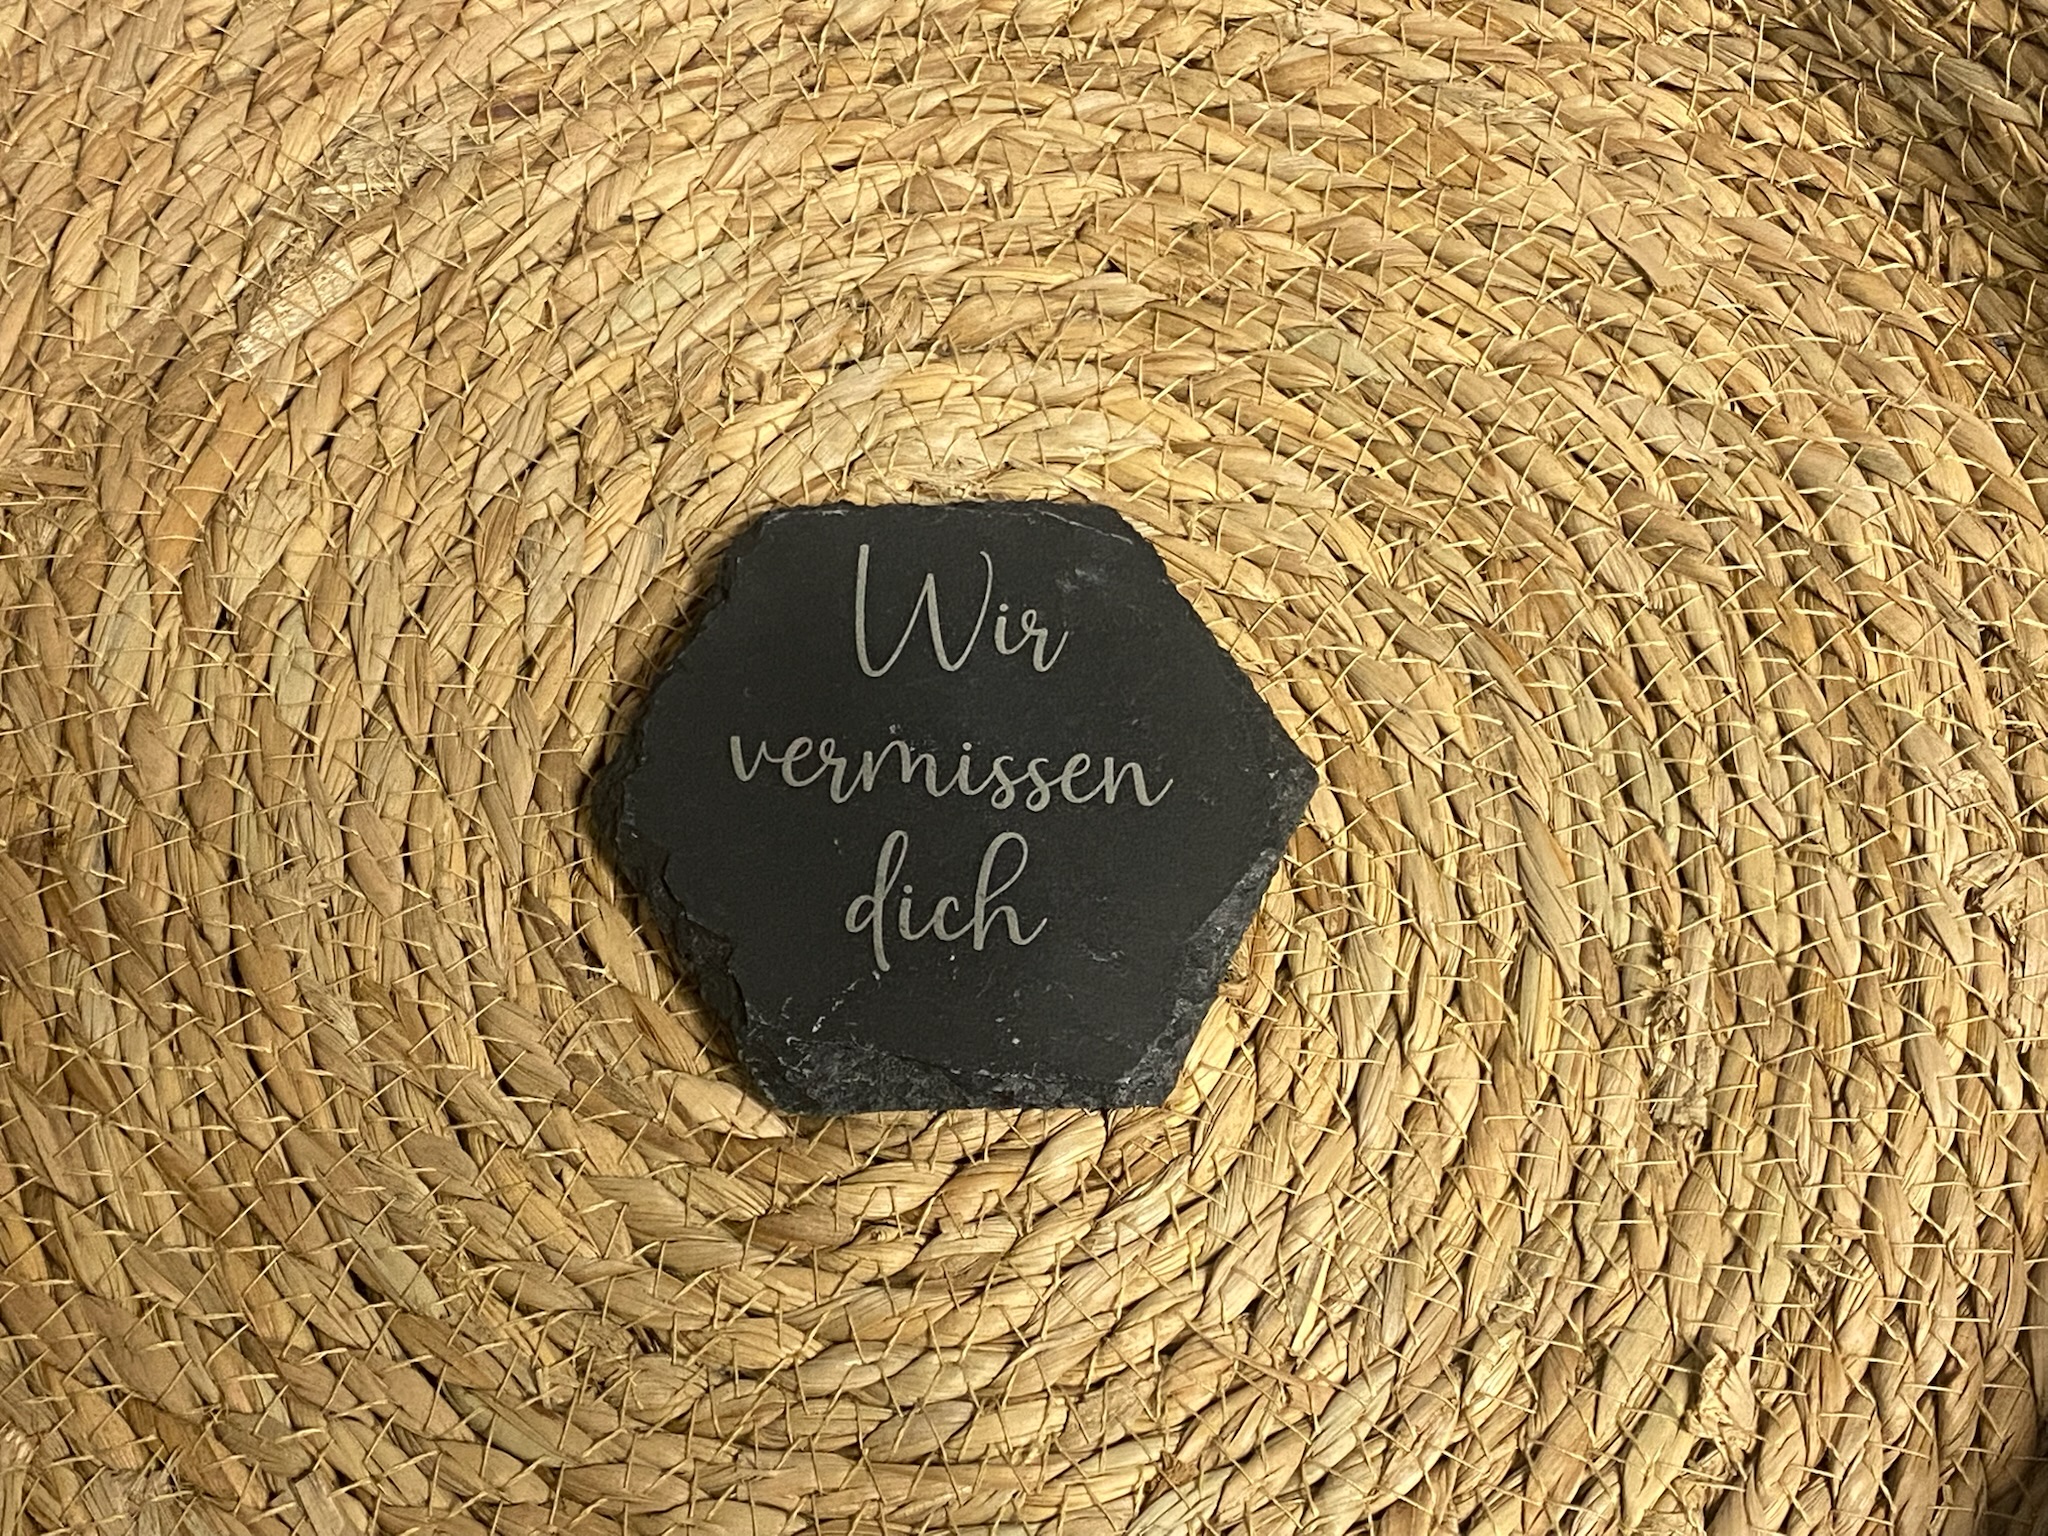 Wir
vermissen
dich